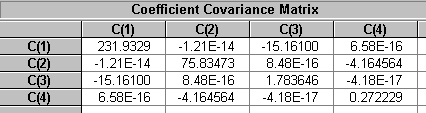 Coefficient Covariance Matrix
C(1) C(2) C(3) C(4)
C(1) 231.9329 -1.21E-14 -15.16100 6.58E-16
C(2) -1.21E-14 75.83473 8.48E-16 -4.164564
C(3) -15.16100 8.48E-16 1.783646 -4.18E-17
C(4) 6.58E-16 -4.164564 -4.18E-17 0.272229